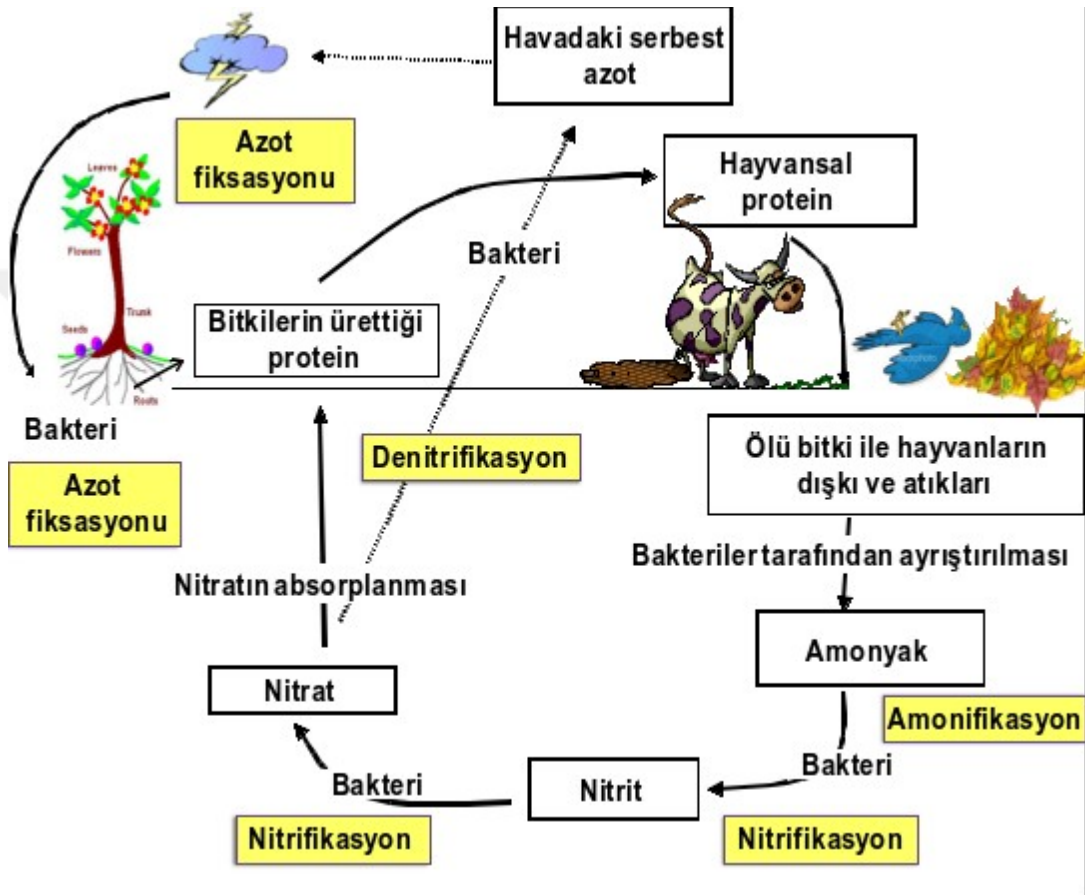 Havadaki serbest
azot
Azot
fiksasyonu
Hayvansal
protein
Leaves
Flowers
Bakteri
Trunk
Seeds
Bitkilerin ürettiği
protein
Roots
Bakteri
Azot
fiksasyonu
Denitrifikasyon
Ölü bitki ile hayvanların
dışkı ve atıkları
Bakteriler tarafından ayrıştırılması
Nitratın absorplanması
Amonyak
Nitrat
Amonifikasyon
Bakteri
Bakteri
Nitrit
Nitrifikasyon
Nitrifikasyon